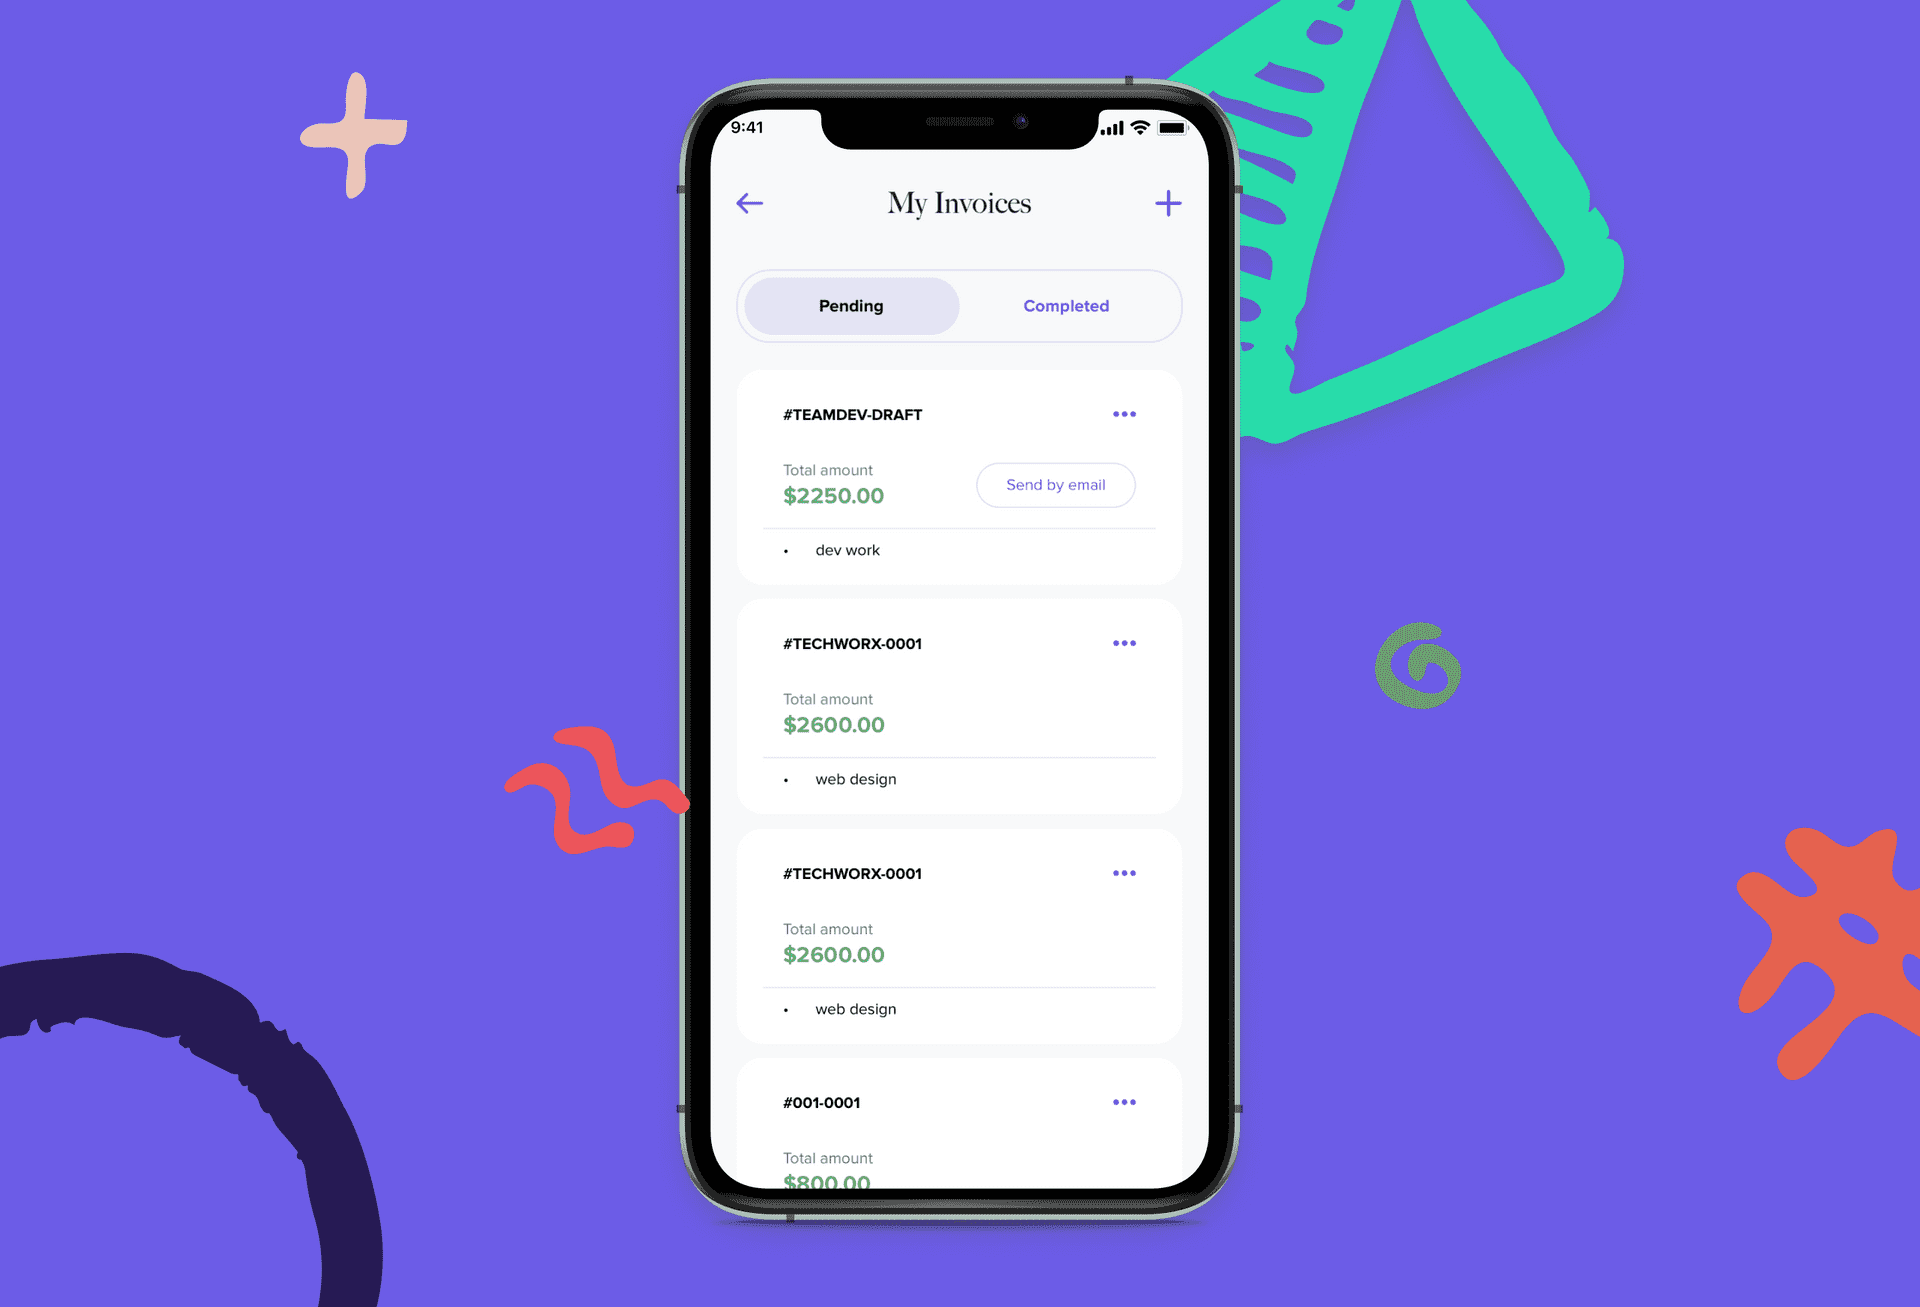 9:41
My Invoices
Pending
Completed
#TEAMDEV-DRAFT
Total amount
$2250.00
Send by email
• dev work
#TECHWORX-0001
Total amount
$2600.00
• web design
#TECHWORX-0001
Total amount
$2600.00
• web design
#001-0001
Total amount
$800.00